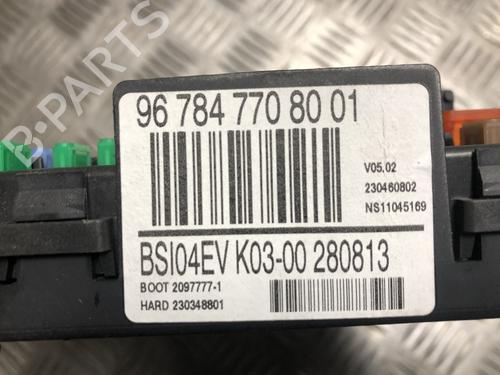 B-PARTS
96 784 770 80 01
V05.02
230460802
NS11045169
BSI04EV K03-00 280813
BOOT 2097777-1
HARD 230348801